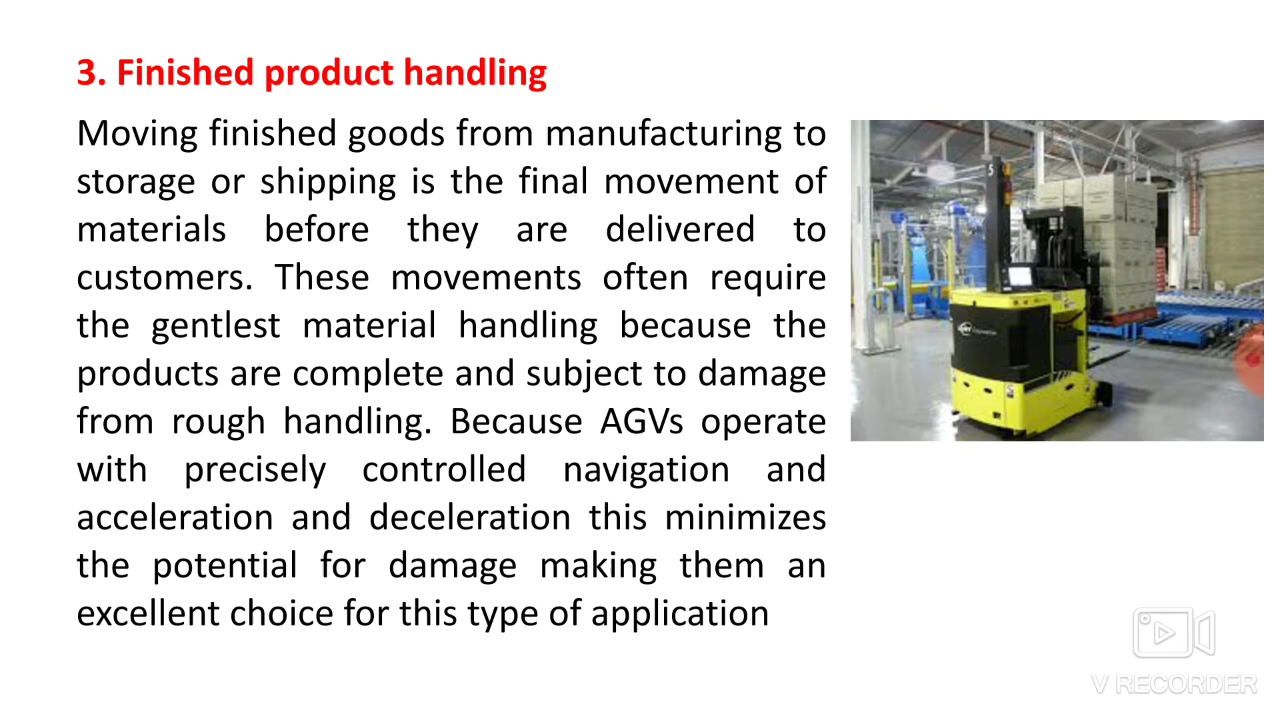 3. Finished product handling
Moving finished goods from manufacturing to
storage or shipping is the final movement of
materials before they are delivered to
customers. These movements often require
the gentlest material handling because the
products are complete and subject to damage
from rough handling. Because AGVs operate
with precisely controlled navigation and
acceleration and deceleration this minimizes
the potential for damage making them an
excellent choice for this type of application
5
V RECORDER